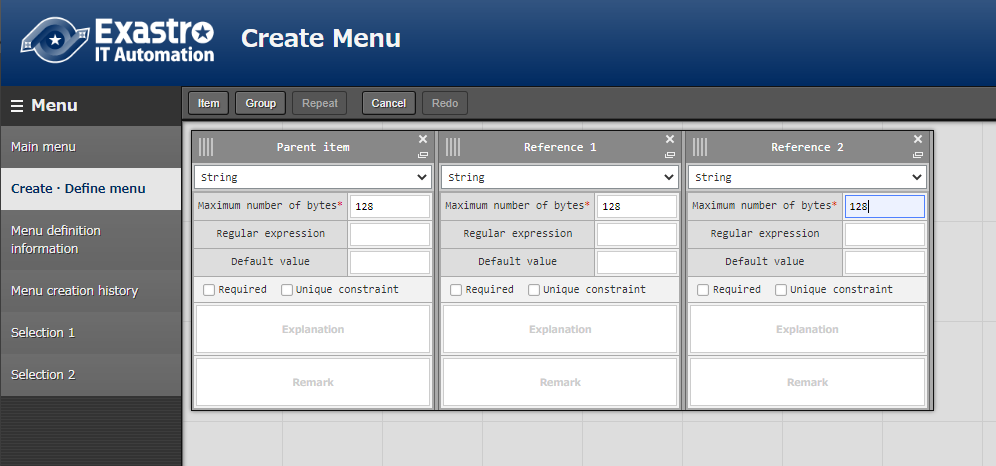 Exastro
IT Automation
Create Menu
Menu
Main menu
Create · Define menu
Menu definition
information
Menu creation history
Selection 1
Selection 2
Item
Group
Repeat
Cancel
Redo
Parent item
String
Maximum number of bytes* 128
Regular expression
Default value
Required Unique constraint
Explanation
Remark
Reference 1
String
Maximum number of bytes* 128
Regular expression
Default value
Required Unique constraint
Explanation
Remark
Reference 2
String
Maximum number of bytes* 128
Regular expression
Default value
Required Unique constraint
Explanation
Remark